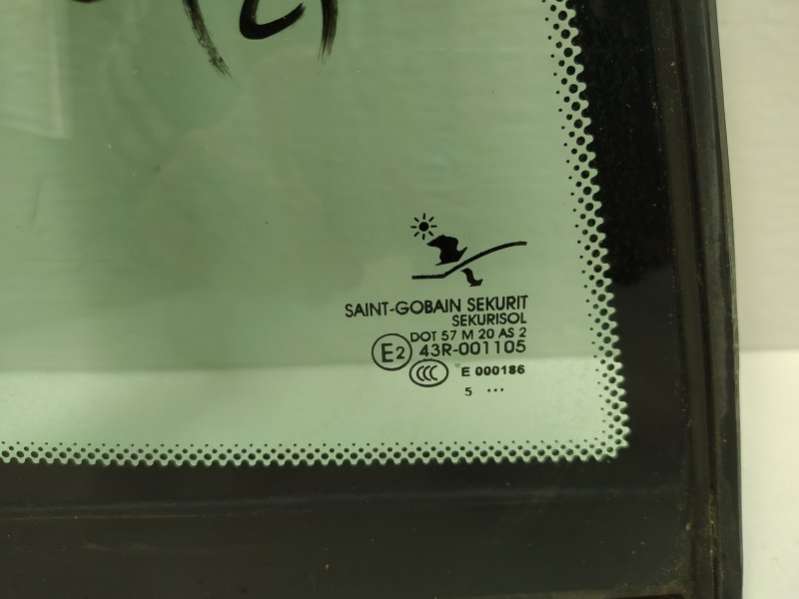 SAINT-GOBAIN SEKURIT
SEKURISOL
DOT 57 M 20 AS 2
E2 43R-001105
CCC E 000186
5 ...